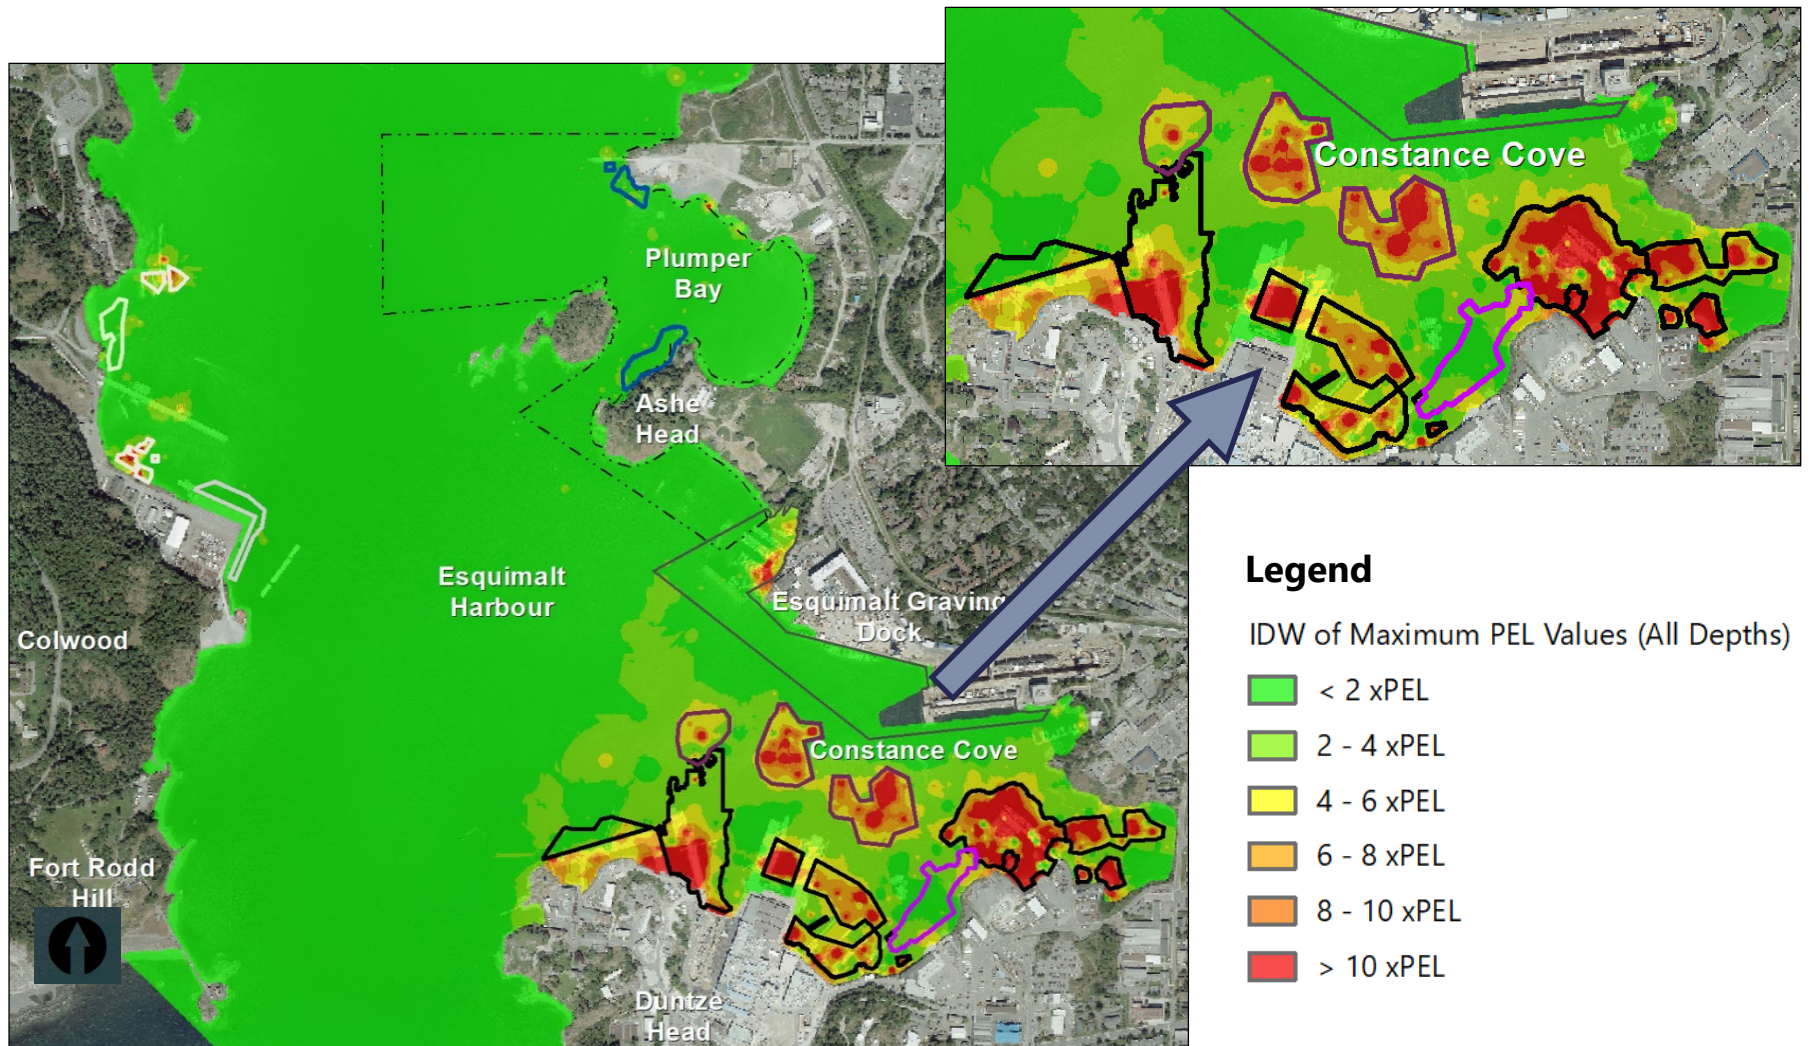 Constance Cove
Plumper
Bay
Ashe
Head
Esquimalt
Harbour
Esquimalt Graving
Dock
Colwood
Constance Cove
Fort Rodd
Hill
Duntze
Head
Legend
IDW of Maximum PEL Values (All Depths)
< 2 xPEL
2 - 4 xPEL
4 - 6 xPEL
6 - 8 xPEL
8 - 10 xPEL
> 10 xPEL